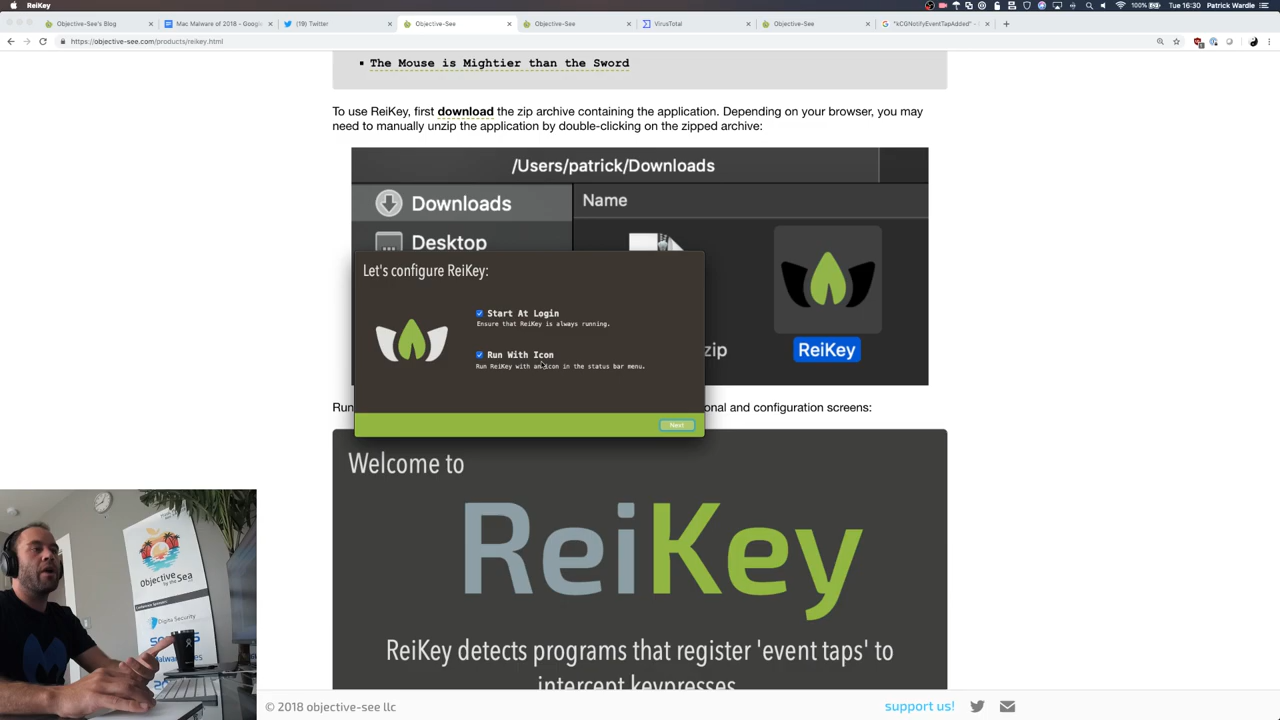 ReiKey
100%
Tue 16:30
Patrick Wardle
Objective-See's Blog
Mac Malware of 2018 - Google
(19) Twitter
Objective-See
Objective-See
VirusTotal
Objective-See
"kCGNotifyEventTapAdded" -
https://objective-see.com/products/reikey.html
The Mouse is Mightier than the Sword
To use ReiKey, first download the zip archive containing the application. Depending on your browser, you may
need to manually unzip the application by double-clicking on the zipped archive:
/Users/patrick/Downloads
Downloads
Name
Desktop
Let's configure ReiKey:
Start At Login
Ensure that ReiKey is always running.
Run With Icon
Run ReiKey with an icon in the status bar menu.
Next
zip
ReiKey
Run
onal and configuration screens:
Welcome to
ReiKey
ReiKey detects programs that register 'event taps' to
intercept keypresses.
Objective
by the Sea
Digita Security
© 2018 objective-see llc
support us!